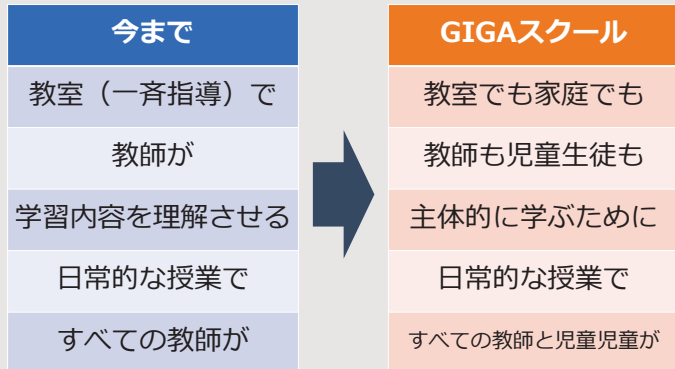 今まで
教室（一斉指導）で
教師が
学習内容を理解させる
日常的な授業で
すべての教師が
GIGAスクール
教室でも家庭でも
教師も児童生徒も
主体的に学ぶために
日常的な授業で
すべての教師と児童児童が